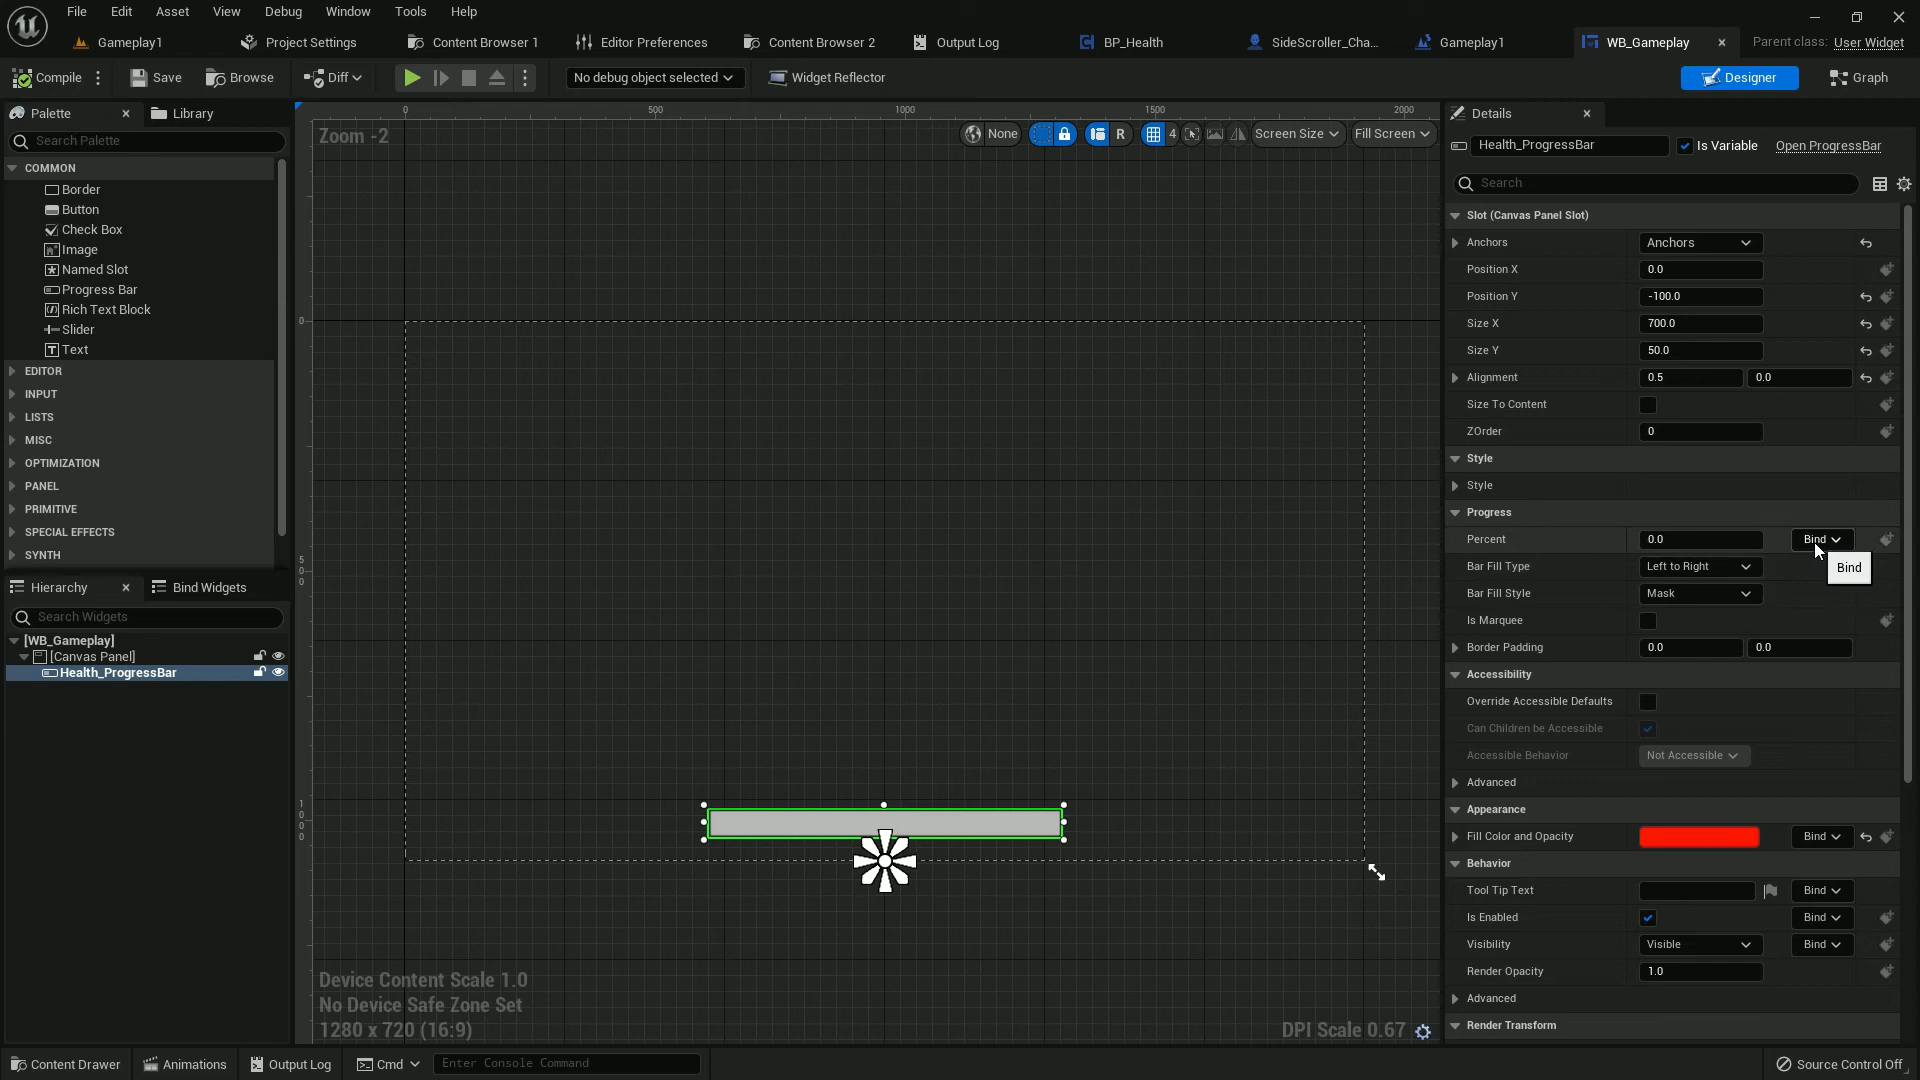 File Edit Asset View Debug Window Tools Help
Gameplay1 Project Settings Content Browser 1 Editor Preferences Content Browser 2 Output Log BP_Health SideScroller_Cha... Gameplay1 WB_Gameplay Parent class: User Widget
Compile Save Browse Diff No debug object selected Widget Reflector Designer Graph
Palette Library
Search Palette
COMMON
Border
Button
Check Box
Image
Named Slot
Progress Bar
Rich Text Block
Slider
Text
EDITOR
INPUT
LISTS
MISC
OPTIMIZATION
PANEL
PRIMITIVE
SPECIAL EFFECTS
SYNTH
Hierarchy Bind Widgets
Search Widgets
[WB_Gameplay]
[Canvas Panel]
Health_ProgressBar
0 500 1000 1500 2000
Zoom -2 None R 4 Screen Size Fill Screen
0
500
1000
Device Content Scale 1.0
No Device Safe Zone Set
1280 x 720 (16:9) DPI Scale 0.67
Details
Health_ProgressBar Is Variable Open ProgressBar
Search
Slot (Canvas Panel Slot)
Anchors Anchors
Position X 0.0
Position Y -100.0
Size X 700.0
Size Y 50.0
Alignment 0.5 0.0
Size To Content
ZOrder 0
Style
Style
Progress
Percent 0.0 Bind
Bind
Bar Fill Type Left to Right
Bar Fill Style Mask
Is Marquee
Border Padding 0.0 0.0
Accessibility
Override Accessible Defaults
Can Children be Accessible
Accessible Behavior Not Accessible
Advanced
Appearance
Fill Color and Opacity Bind
Behavior
Tool Tip Text Bind
Is Enabled Bind
Visibility Visible Bind
Render Opacity 1.0
Advanced
Render Transform
Content Drawer Animations Output Log Cmd Enter Console Command Source Control Off